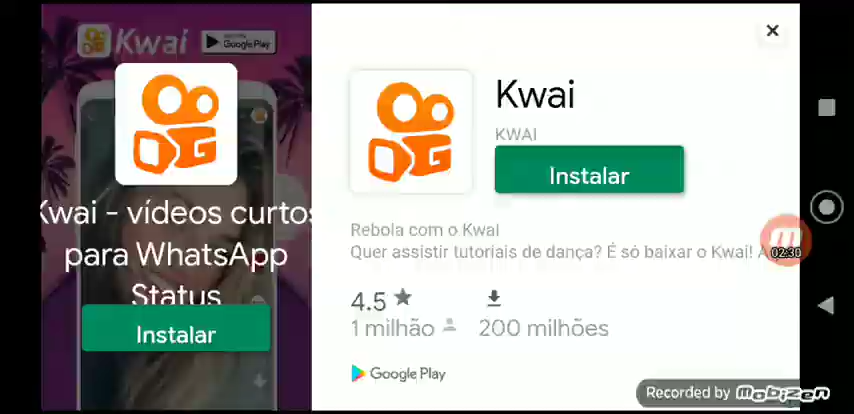 Kwai
Google Play
Kwai - vídeos curtos
para WhatsApp
Status
Instalar
Kwai
KWAI
Instalar
Rebola com o Kwai
Quer assistir tutoriais de dança? É só baixar o Kwai! A
4.5
1 milhão
200 milhões
Google Play
02:30
Recorded by mobizen